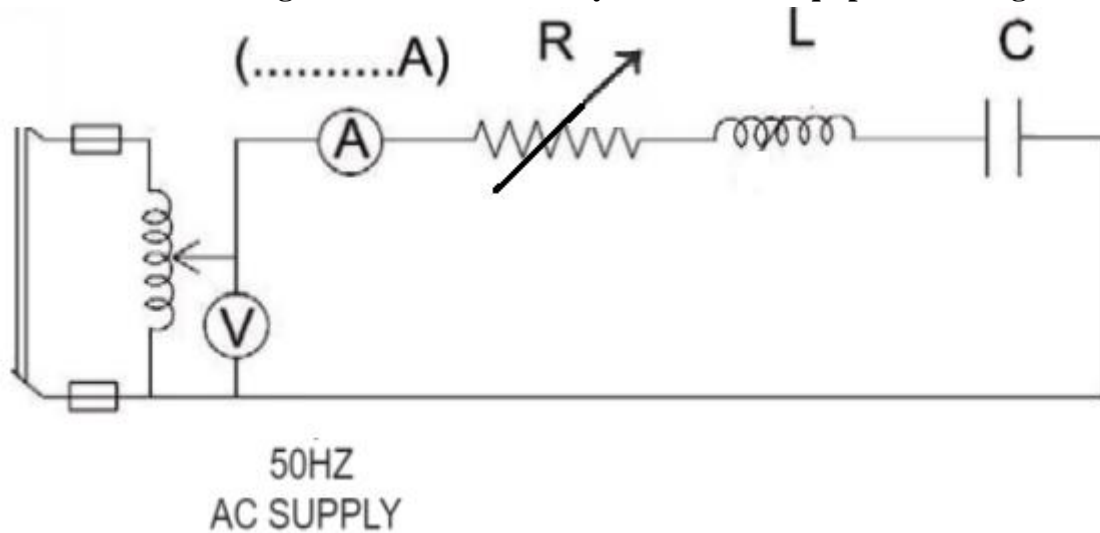 (..........A)
R
L
C
A
V
50HZ
AC SUPPLY